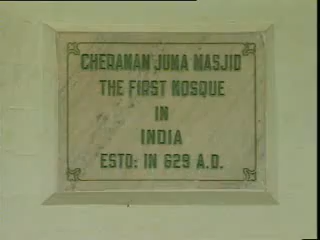 CHERAMAN JUMA MASJID
THE FIRST MOSQUE
IN
INDIA
ESTD: IN 629 A.D.